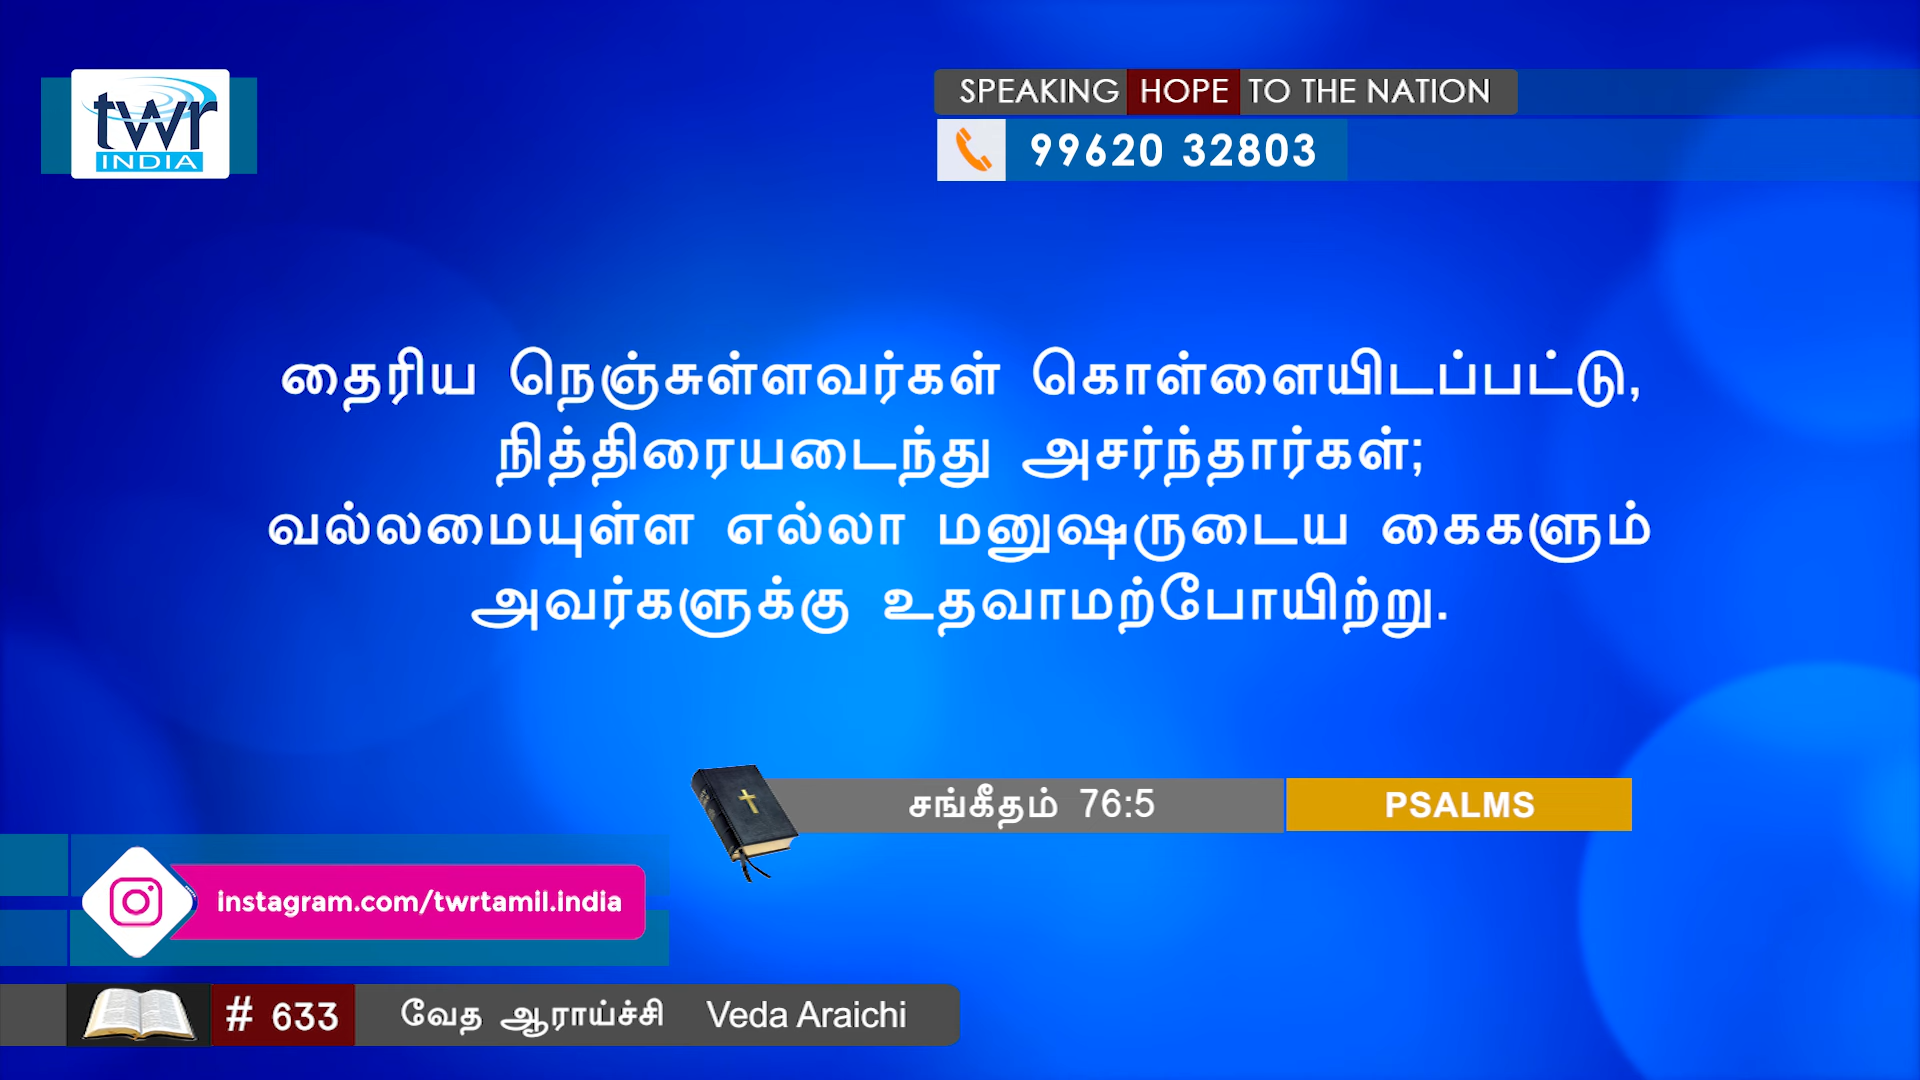 twr
INDIA
SPEAKING HOPE TO THE NATION
99620 32803
தைரிய நெஞ்சுள்ளவர்கள் கொள்ளையிடப்பட்டு,
நித்திரையடைந்து அசர்ந்தார்கள்;
வல்லமையுள்ள எல்லா மனுஷருடைய கைகளும்
அவர்களுக்கு உதவாமற்போயிற்று.
சங்கீதம் 76:5 PSALMS
instagram.com/twrtamil.india
# 633 வேத ஆராய்ச்சி Veda Araichi